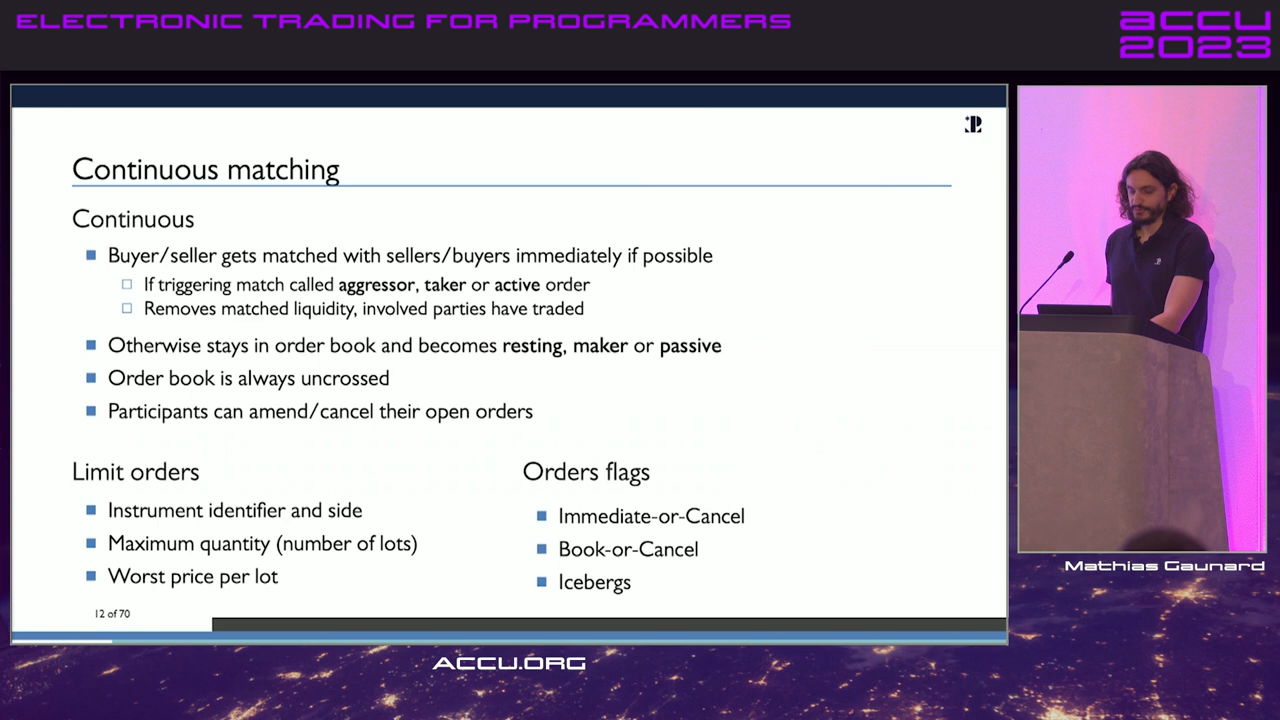 ELECTRONIC TRADING FOR PROGRAMMERS
accu
2023
Continuous matching
Continuous
Buyer/seller gets matched with sellers/buyers immediately if possible
If triggering match called aggressor, taker or active order
Removes matched liquidity, involved parties have traded
Otherwise stays in order book and becomes resting, maker or passive
Order book is always uncrossed
Participants can amend/cancel their open orders
Limit orders
Instrument identifier and side
Maximum quantity (number of lots)
Worst price per lot
Orders flags
Immediate-or-Cancel
Book-or-Cancel
Icebergs
12 of 70
Mathias Gaunard
ACCU.ORG